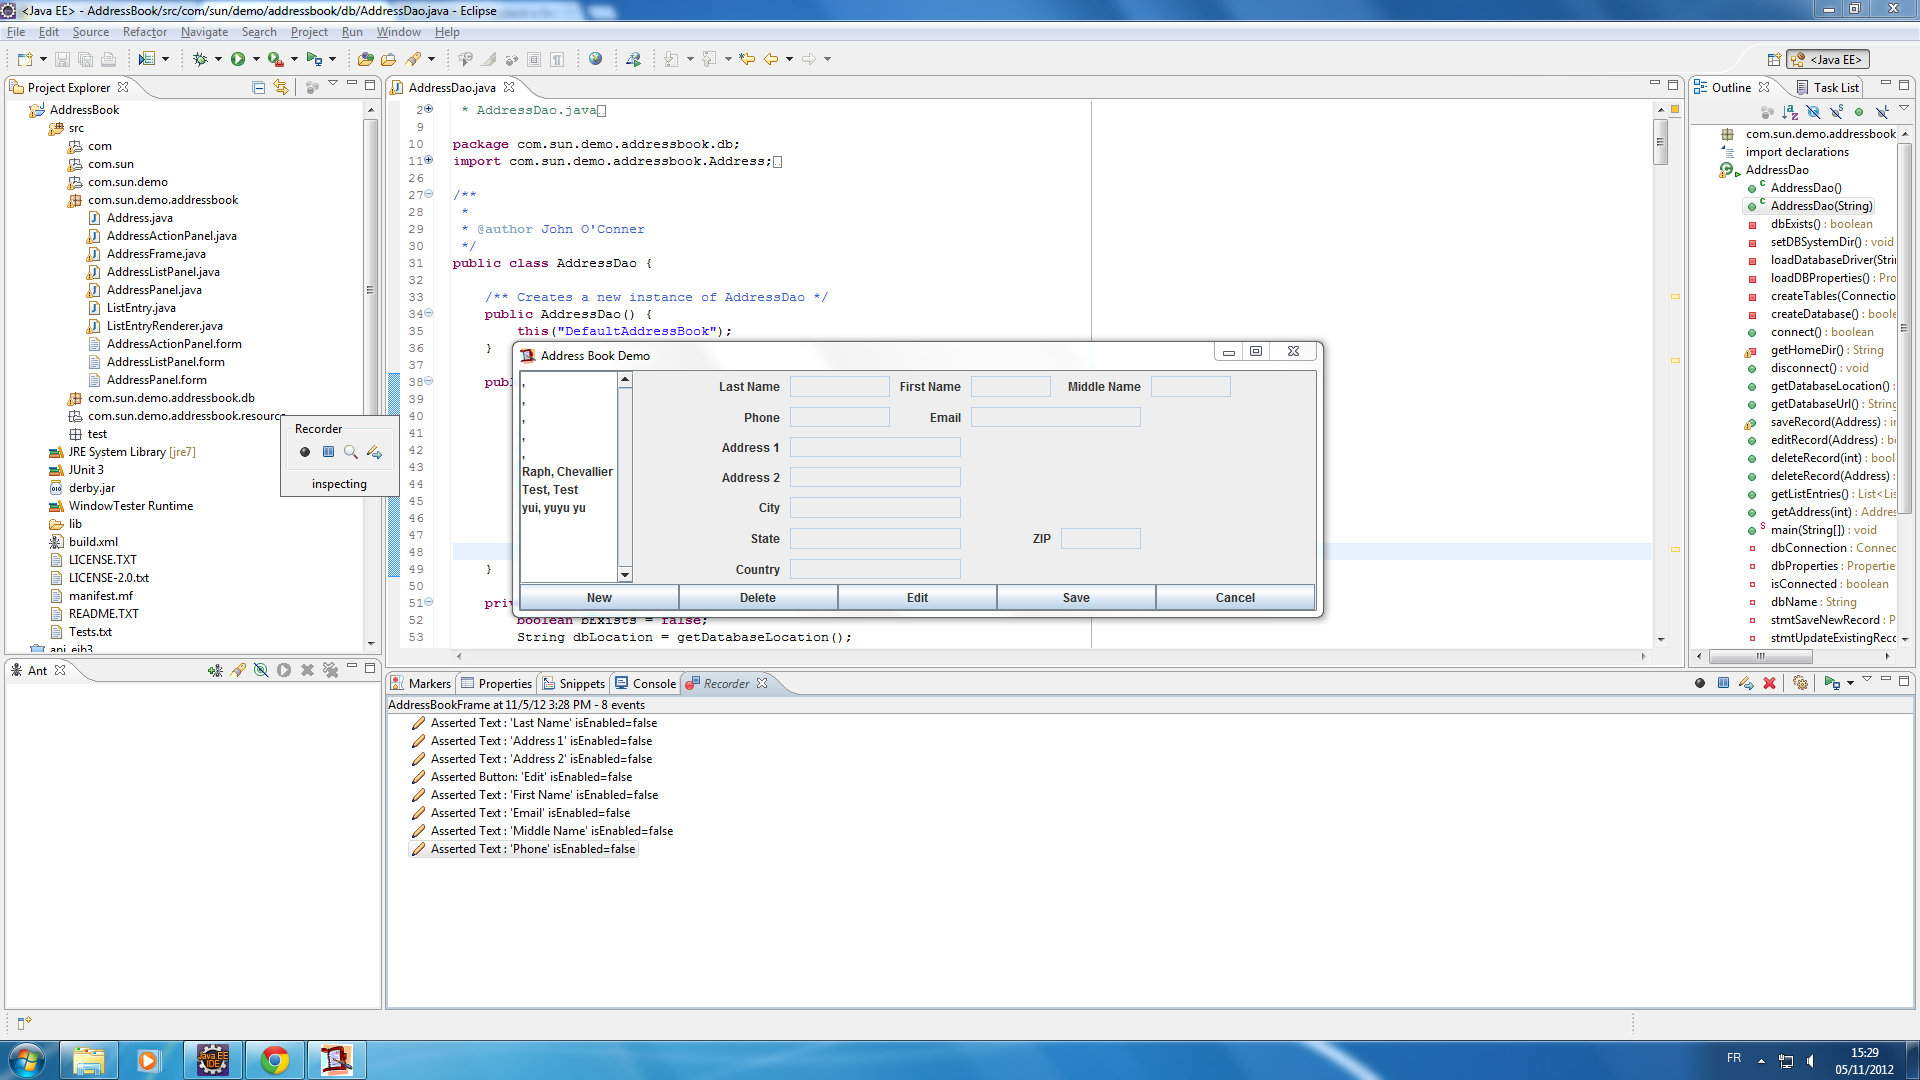 <Java EE> - AddressBook/src/com/sun/demo/addressbook/db/AddressDao.java - Eclipse
File Edit Source Refactor Navigate Search Project Run Window Help
<Java EE>
Project Explorer
AddressBook
src
com
com.sun
com.sun.demo
com.sun.demo.addressbook
Address.java
AddressActionPanel.java
AddressFrame.java
AddressListPanel.java
AddressPanel.java
ListEntry.java
ListEntryRenderer.java
AddressActionPanel.form
AddressListPanel.form
AddressPanel.form
com.sun.demo.addressbook.db
com.sun.demo.addressbook.resource
test
JRE System Library [jre7]
JUnit 3
derby.jar
WindowTester Runtime
lib
build.xml
LICENSE.TXT
LICENSE-2.0.txt
manifest.mf
README.TXT
Tests.txt
api_ejb3
Recorder
inspecting
AddressDao.java
2 * AddressDao.java
9
10 package com.sun.demo.addressbook.db;
11 import com.sun.demo.addressbook.Address;
26
27 /**
28 *
29 * @author John O'Conner
30 */
31 public class AddressDao {
32
33 /** Creates a new instance of AddressDao */
34 public AddressDao() {
35 this("DefaultAddressBook");
36 }
37
38 pub
39
40
41
42
43
44
45
46
47
48
49 }
50
51 pri
52 boolean bExists = false;
53 String dbLocation = getDatabaseLocation();
Address Book Demo
,
,
,
,
,
Raph, Chevallier
Test, Test
yui, yuyu yu
Last Name First Name Middle Name
Phone Email
Address 1
Address 2
City
State ZIP
Country
New Delete Edit Save Cancel
Outline Task List
com.sun.demo.addressbook
import declarations
AddressDao
AddressDao()
AddressDao(String)
dbExists() : boolean
setDBSystemDir() : void
loadDatabaseDriver(Stri
loadDBProperties() : Pro
createTables(Connectio
createDatabase() : boole
connect() : boolean
getHomeDir() : String
disconnect() : void
getDatabaseLocation() :
getDatabaseUrl() : String
saveRecord(Address) : in
editRecord(Address) : b
deleteRecord(int) : bool
deleteRecord(Address) :
getListEntries() : List<Lis
getAddress(int) : Addres
main(String[]) : void
dbConnection : Connec
dbProperties : Propertie
isConnected : boolean
dbName : String
stmtSaveNewRecord : P
stmtUpdateExistingReco
Ant
Markers Properties Snippets Console Recorder
AddressBookFrame at 11/5/12 3:28 PM - 8 events
Asserted Text : 'Last Name' isEnabled=false
Asserted Text : 'Address 1' isEnabled=false
Asserted Text : 'Address 2' isEnabled=false
Asserted Button: 'Edit' isEnabled=false
Asserted Text : 'First Name' isEnabled=false
Asserted Text : 'Email' isEnabled=false
Asserted Text : 'Middle Name' isEnabled=false
Asserted Text : 'Phone' isEnabled=false
Java EE
IDE
FR
15:29
05/11/2012